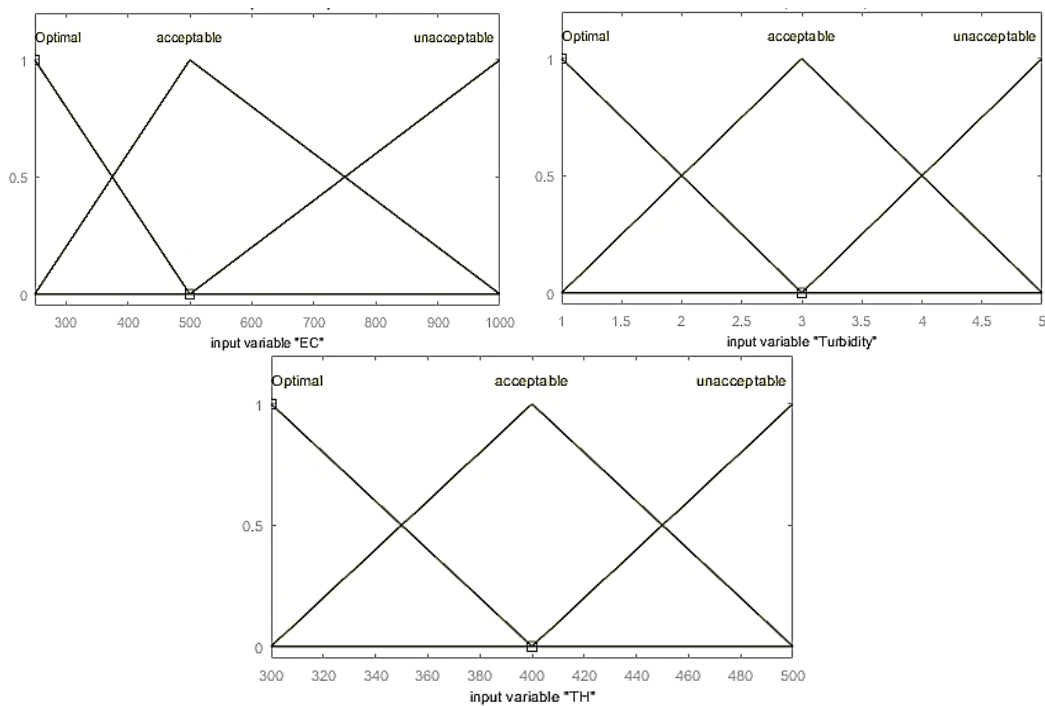 Optimal acceptable unacceptable
1
0.5
0
300 400 500 600 700 800 900 1000
input variable "EC"
Optimal acceptable unacceptable
1
0.5
0
1 1.5 2 2.5 3 3.5 4 4.5 5
input variable "Turbidity"
Optimal acceptable unacceptable
1
0.5
0
300 320 340 360 380 400 420 440 460 480 500
input variable "TH"